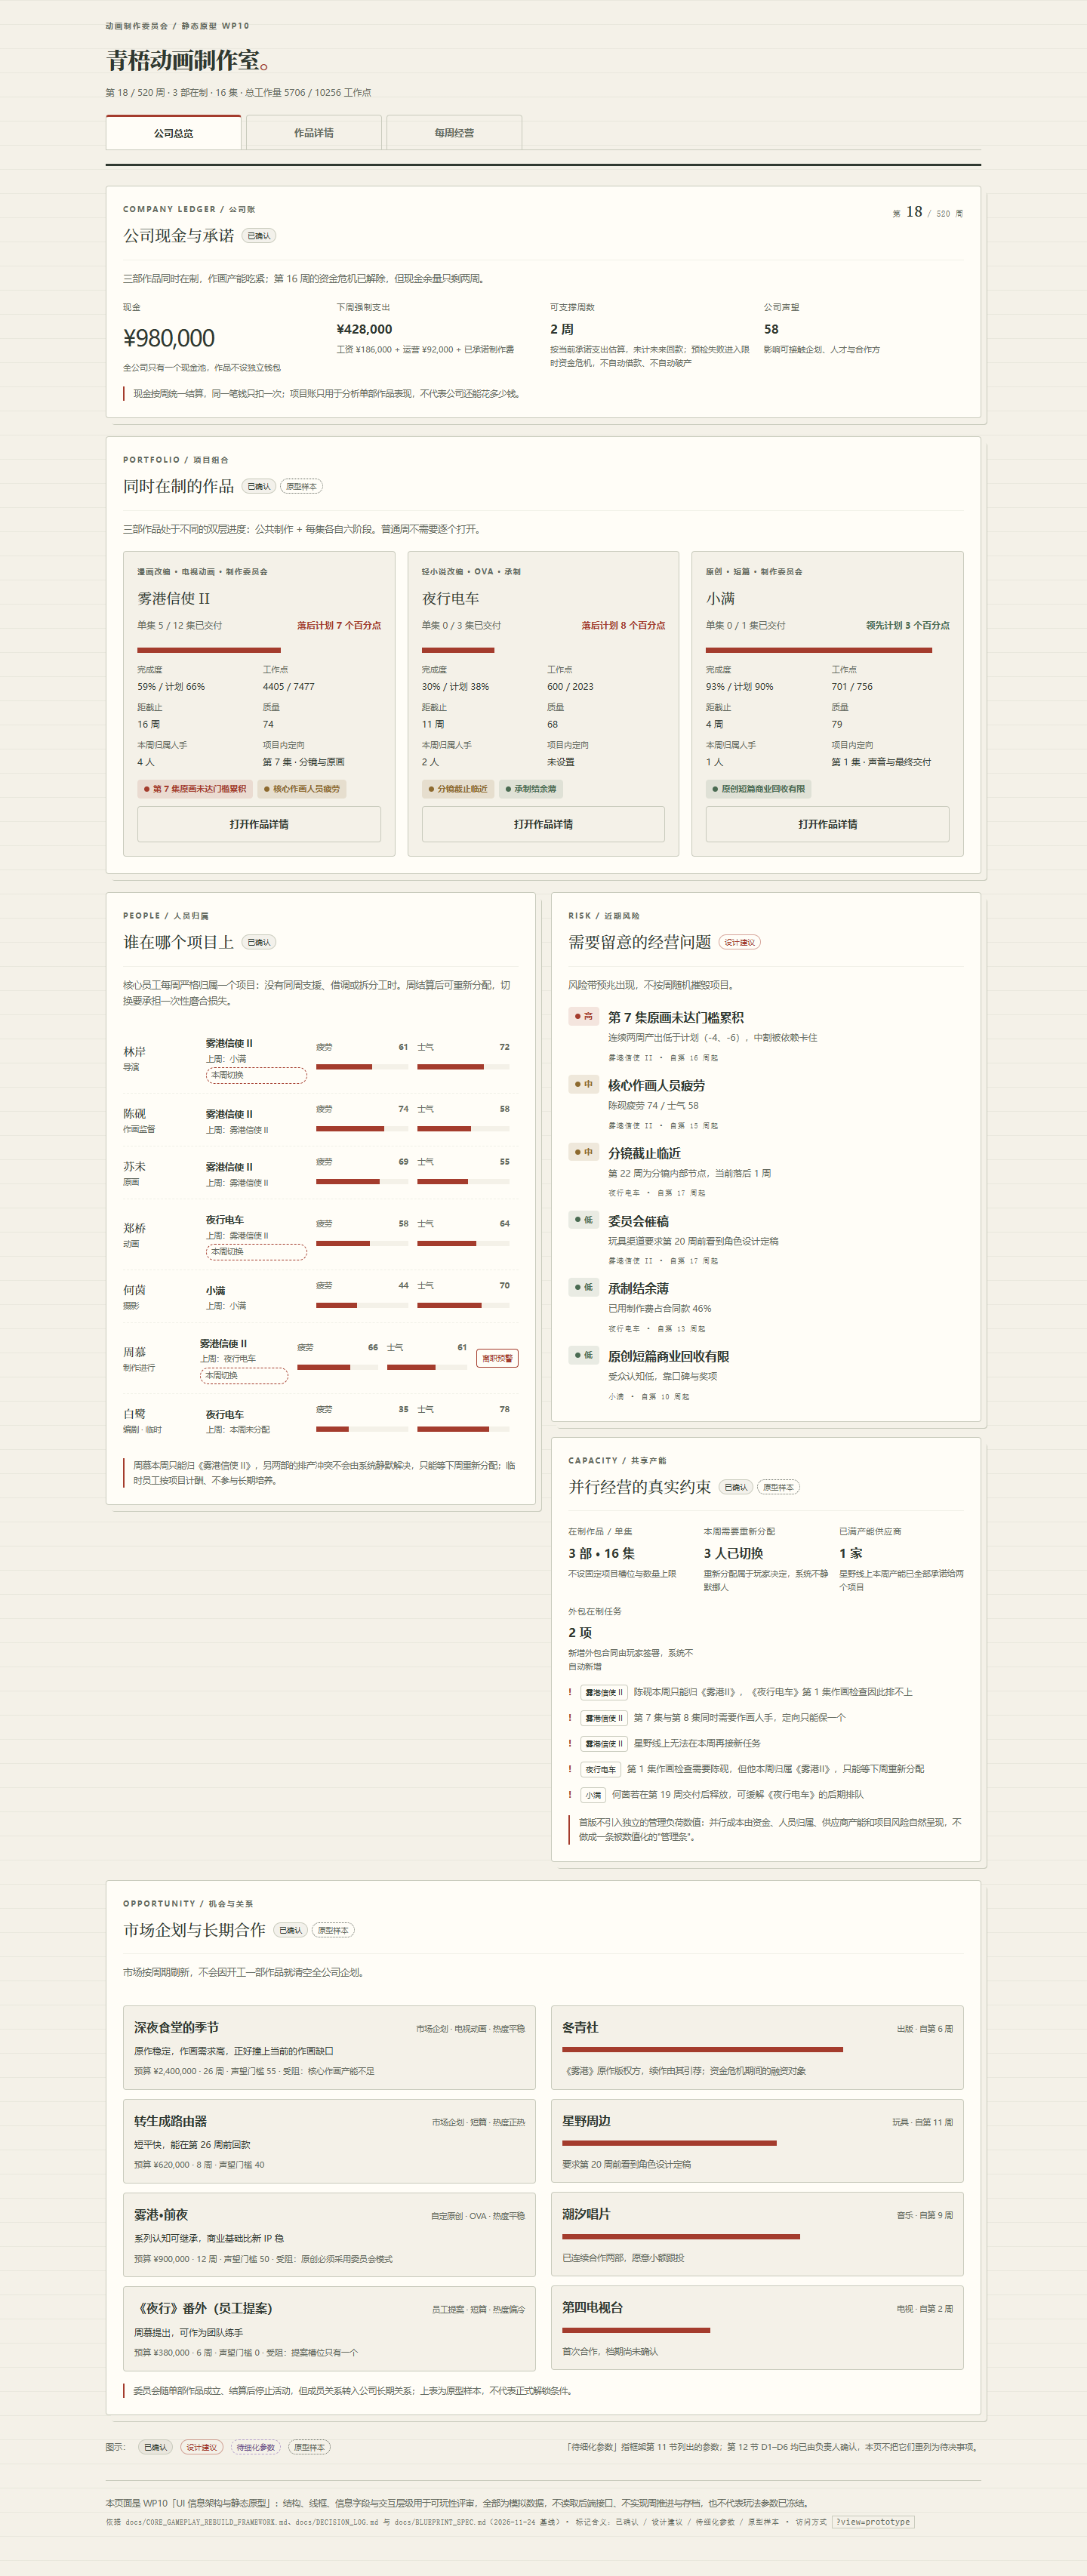 动画制作委员会 / 静态原型 WP10
青梧动画制作室。
第 18 / 520 周 · 3 部在制 · 16 集 · 总工作量 5706 / 10256 工作点
公司总览
作品详情
每周经营
COMPANY LEDGER / 公司账
第 18 / 520 周
公司现金与承诺 已确认
三部作品同时在制，作画产能吃紧；第 16 周的资金危机已解除，但现金余量只剩两周。
现金
¥980,000
全公司只有一个现金池，作品不设独立钱包
下周强制支出
¥428,000
工资 ¥186,000 + 运营 ¥92,000 + 已承诺制作费
可支撑周数
2 周
按当前承诺支出估算，未计未来回款；预检失败进入限
时资金危机，不自动借款、不自动破产
公司声望
58
影响可接触企划、人才与合作方
现金按周统一结算，同一笔钱只扣一次；项目账只用于分析单部作品表现，不代表公司还能花多少钱。
PORTFOLIO / 项目组合
同时在制的作品 已确认 原型样本
三部作品处于不同的双层进度：公共制作 + 每集各自六阶段。普通周不需要逐个打开。
漫画改编 • 电视动画 • 制作委员会
雾港信使 II
单集 5 / 12 集已交付 落后计划 7 个百分点
完成度 工作点
59% / 计划 66% 4405 / 7477
距截止 质量
16 周 74
本周归属人手 项目内定向
4 人 第 7 集 · 分镜与原画
第 7 集原画未达门槛累积 核心作画人员疲劳
打开作品详情
轻小说改编 • OVA • 承制
夜行电车
单集 0 / 3 集已交付 落后计划 8 个百分点
完成度 工作点
30% / 计划 38% 600 / 2023
距截止 质量
11 周 68
本周归属人手 项目内定向
2 人 未设置
分镜截止临近 承制结余薄
打开作品详情
原创 • 短篇 • 制作委员会
小满
单集 0 / 1 集已交付 领先计划 3 个百分点
完成度 工作点
93% / 计划 90% 701 / 756
距截止 质量
4 周 79
本周归属人手 项目内定向
1 人 第 1 集 · 声音与最终交付
原创短篇商业回收有限
打开作品详情
PEOPLE / 人员归属
谁在哪个项目上 已确认
核心员工每周严格归属一个项目；没有同周支援、借调或拆分工时。周结算后可重新分配，切
换要承担一次性磨合损失。
林岸
导演
雾港信使 II
上周：小满
本周切换
疲劳 61 士气 72
陈砚
作画监督
雾港信使 II
上周：雾港信使 II
疲劳 74 士气 58
苏未
原画
雾港信使 II
上周：雾港信使 II
疲劳 69 士气 55
郑桥
动画
夜行电车
上周：雾港信使 II
本周切换
疲劳 58 士气 64
何茵
摄影
小满
上周：小满
疲劳 44 士气 70
周慕
制作进行
雾港信使 II
上周：夜行电车
本周切换
疲劳 66 士气 61 离职预警
白鹭
编剧 · 临时
夜行电车
上周：本周未分配
疲劳 35 士气 78
周慕本周只能归《雾港信使 II》，另两部的排产冲突不会由系统静默解决，只能等下周重新分配；临
时员工按项目计酬、不参与长期培养。
RISK / 近期风险
需要留意的经营问题 设计建议
风险带预兆出现，不按周随机摧毁项目。
高 第 7 集原画未达门槛累积
连续两周产出低于计划（-4、-6），中割被依赖卡住
雾港信使 II • 自第 16 周起
中 核心作画人员疲劳
陈砚疲劳 74 / 士气 58
雾港信使 II • 自第 15 周起
中 分镜截止临近
第 22 周为分镜内部节点，当前落后 1 周
夜行电车 • 自第 17 周起
低 委员会催稿
玩具渠道要求第 20 周前看到角色设计定稿
雾港信使 II • 自第 17 周起
低 承制结余薄
已用制作费占合同款 46%
夜行电车 • 自第 13 周起
低 原创短篇商业回收有限
受众认知低，靠口碑与奖项
小满 • 自第 10 周起
CAPACITY / 共享产能
并行经营的真实约束 已确认 原型样本
在制作品 / 单集
3 部 • 16 集
不设固定项目槽位与数量上限
本周需要重新分配
3 人已切换
重新分配属于玩家决定，系统不静
默挪人
已满产能供应商
1 家
星野线上本周产能已全部承诺给两
个项目
外包在制任务
2 项
新增外包合同由玩家签署，系统不
自动新增
! 雾港信使 II 陈砚本周只能归《雾港II》，《夜行电车》第 1 集作画检查因此排不上
! 雾港信使 II 第 7 集与第 8 集同时需要作画人手，定向只能保一个
! 雾港信使 II 星野线上无法在本周再接新任务
! 夜行电车 第 1 集作画检查需要陈砚，但他本周归属《雾港II》，只能等下周重新分配
! 小满 何茵若在第 19 周交付后释放，可缓解《夜行电车》的后期排队
首版不引入独立的管理负荷数值：并行成本由资金、人员归属、供应商产能和项目风险自然呈现，不
做成一条被数值化的"管理条"。
OPPORTUNITY / 机会与关系
市场企划与长期合作 已确认 原型样本
市场按周期刷新，不会因开工一部作品就清空全公司企划。
深夜食堂的季节 市场企划 · 电视动画 · 热度平稳
原作稳定，作画需求高，正好撞上当前的作画缺口
预算 ¥2,400,000 · 26 周 · 声望门槛 55 · 受阻：核心作画产能不足
转生成路由器 市场企划 · 短篇 · 热度正热
短平快，能在第 26 周前回款
预算 ¥620,000 · 8 周 · 声望门槛 40
雾港·前夜 自定原创 · OVA · 热度平稳
系列认知可继承，商业基础比新 IP 稳
预算 ¥900,000 · 12 周 · 声望门槛 50 · 受阻：原创必须采用委员会模式
《夜行》番外（员工提案） 员工提案 · 短篇 · 热度偏冷
周慕提出，可作为团队练手
预算 ¥380,000 · 6 周 · 声望门槛 0 · 受阻：提案槽位只有一个
冬青社 出版 · 自第 6 周
《雾港》原作版权方，续作由其引荐；资金危机期间的融资对象
星野周边 玩具 · 自第 11 周
要求第 20 周前看到角色设计定稿
潮汐唱片 音乐 · 自第 9 周
已连续合作两部，愿意小额跟投
第四电视台 电视 · 自第 2 周
首次合作，档期尚未确认
委员会随单部作品成立、结算后停止活动，但成员关系转入公司长期关系；上表为原型样本，不代表正式解锁条件。
图示： 已确认 设计建议 待细化参数 原型样本
「待细化参数」指框架第 11 节列出的参数；第 12 节 D1–D6 均已由负责人确认，本页不把它们重列为待决事项。
本页面是 WP10「UI 信息架构与静态原型」：结构、线框、信息字段与交互层级用于可玩性评审，全部为模拟数据，不读取后端接口、不实现周推进与存档，也不代表玩法参数已冻结。
依据 docs/CORE_GAMEPLAY_REBUILD_FRAMEWORK.md、docs/DECISION_LOG.md 与 docs/BLUEPRINT_SPEC.md（2026-11-24 基线）• 标记含义：已确认 / 设计建议 / 待细化参数 / 原型样本 • 访问方式 ?view=prototype